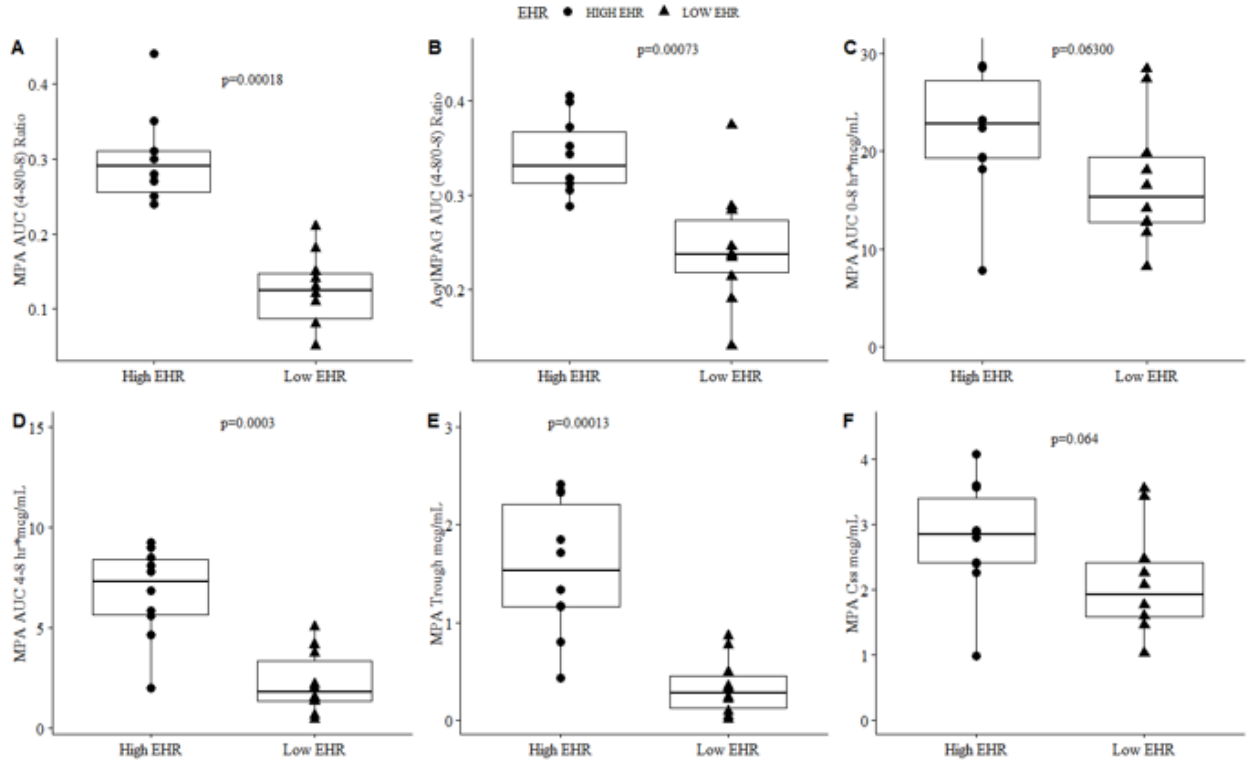 EHR HIGH EHR LOW EHR
A
p=0.00018
MPA AUC (4-8/0-8) Ratio
0.4
0.3
0.2
0.1
High EHR Low EHR
B
p=0.00073
AcylMPAG AUC (4-8/0-8) Ratio
0.4
0.3
0.2
High EHR Low EHR
C
p=0.06300
MPA AUC 0-8 hr*mcg/mL
30
20
10
0
High EHR Low EHR
D
p=0.0003
MPA AUC 4-8 hr*mcg/mL
15
10
5
0
High EHR Low EHR
E
p=0.00013
MPA Trough mcg/mL
3
2
1
0
High EHR Low EHR
F
p=0.064
MPA Css mcg/mL
4
3
2
1
0
High EHR Low EHR